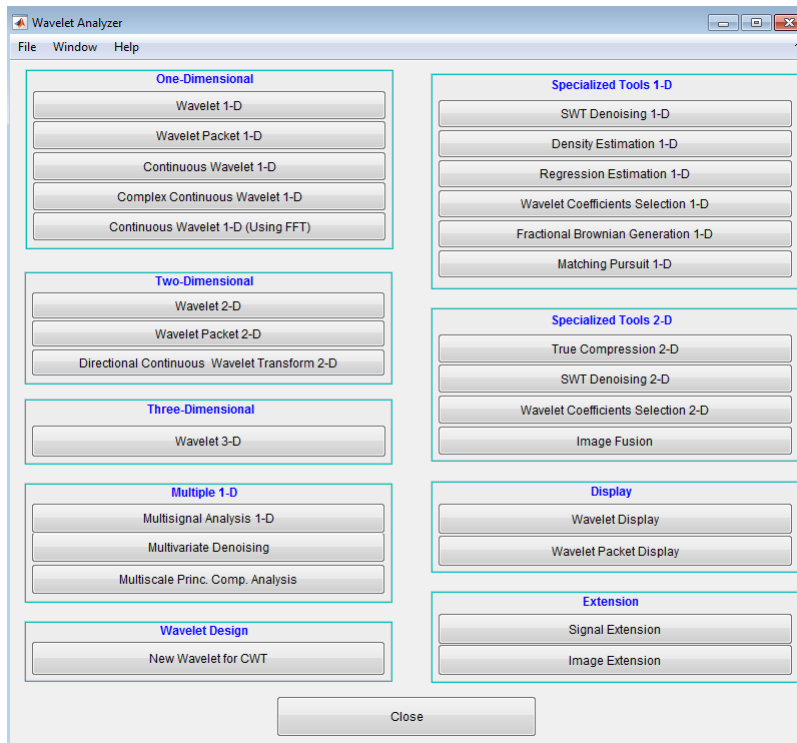 Wavelet Analyzer
File Window Help
One-Dimensional
Wavelet 1-D
Wavelet Packet 1-D
Continuous Wavelet 1-D
Complex Continuous Wavelet 1-D
Continuous Wavelet 1-D (Using FFT)
Two-Dimensional
Wavelet 2-D
Wavelet Packet 2-D
Directional Continuous Wavelet Transform 2-D
Three-Dimensional
Wavelet 3-D
Multiple 1-D
Multisignal Analysis 1-D
Multivariate Denoising
Multiscale Princ. Comp. Analysis
Wavelet Design
New Wavelet for CWT
Specialized Tools 1-D
SWT Denoising 1-D
Density Estimation 1-D
Regression Estimation 1-D
Wavelet Coefficients Selection 1-D
Fractional Brownian Generation 1-D
Matching Pursuit 1-D
Specialized Tools 2-D
True Compression 2-D
SWT Denoising 2-D
Wavelet Coefficients Selection 2-D
Image Fusion
Display
Wavelet Display
Wavelet Packet Display
Extension
Signal Extension
Image Extension
Close